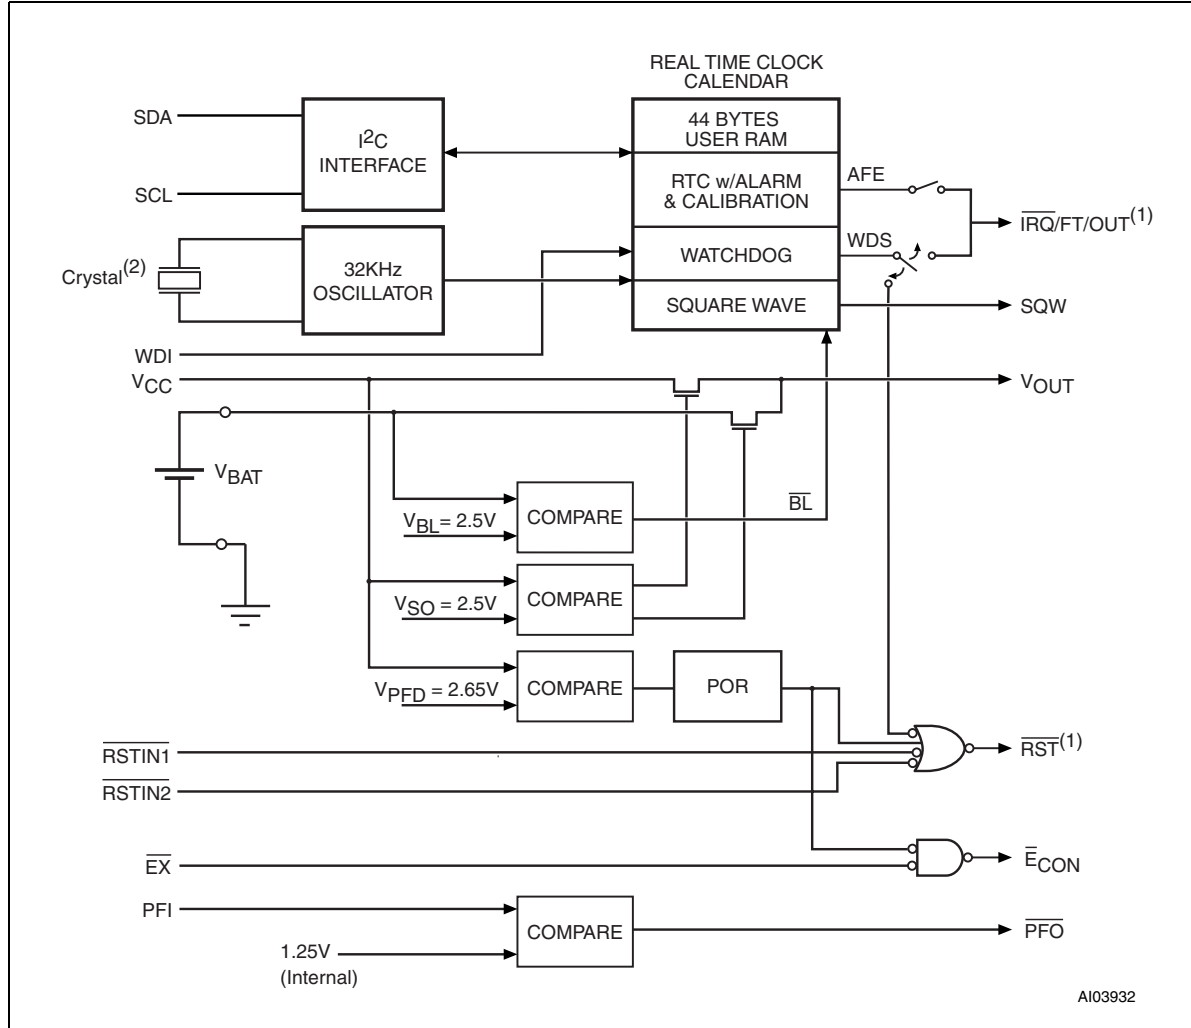 REAL TIME CLOCK
CALENDAR
SDA
SCL
I2C
INTERFACE
44 BYTES
USER RAM
RTC w/ALARM
& CALIBRATION
AFE
IRQ/FT/OUT(1)
WATCHDOG
WDS
Crystal(2)
32KHz
OSCILLATOR
SQUARE WAVE
SQW
WDI
VCC
VOUT
VBAT
VBL = 2.5V
COMPARE
BL
VSO = 2.5V
COMPARE
VPFD = 2.65V
COMPARE
POR
RSTIN1
RST(1)
RSTIN2
EX
ECON
PFI
COMPARE
PFO
1.25V
(Internal)
AI03932